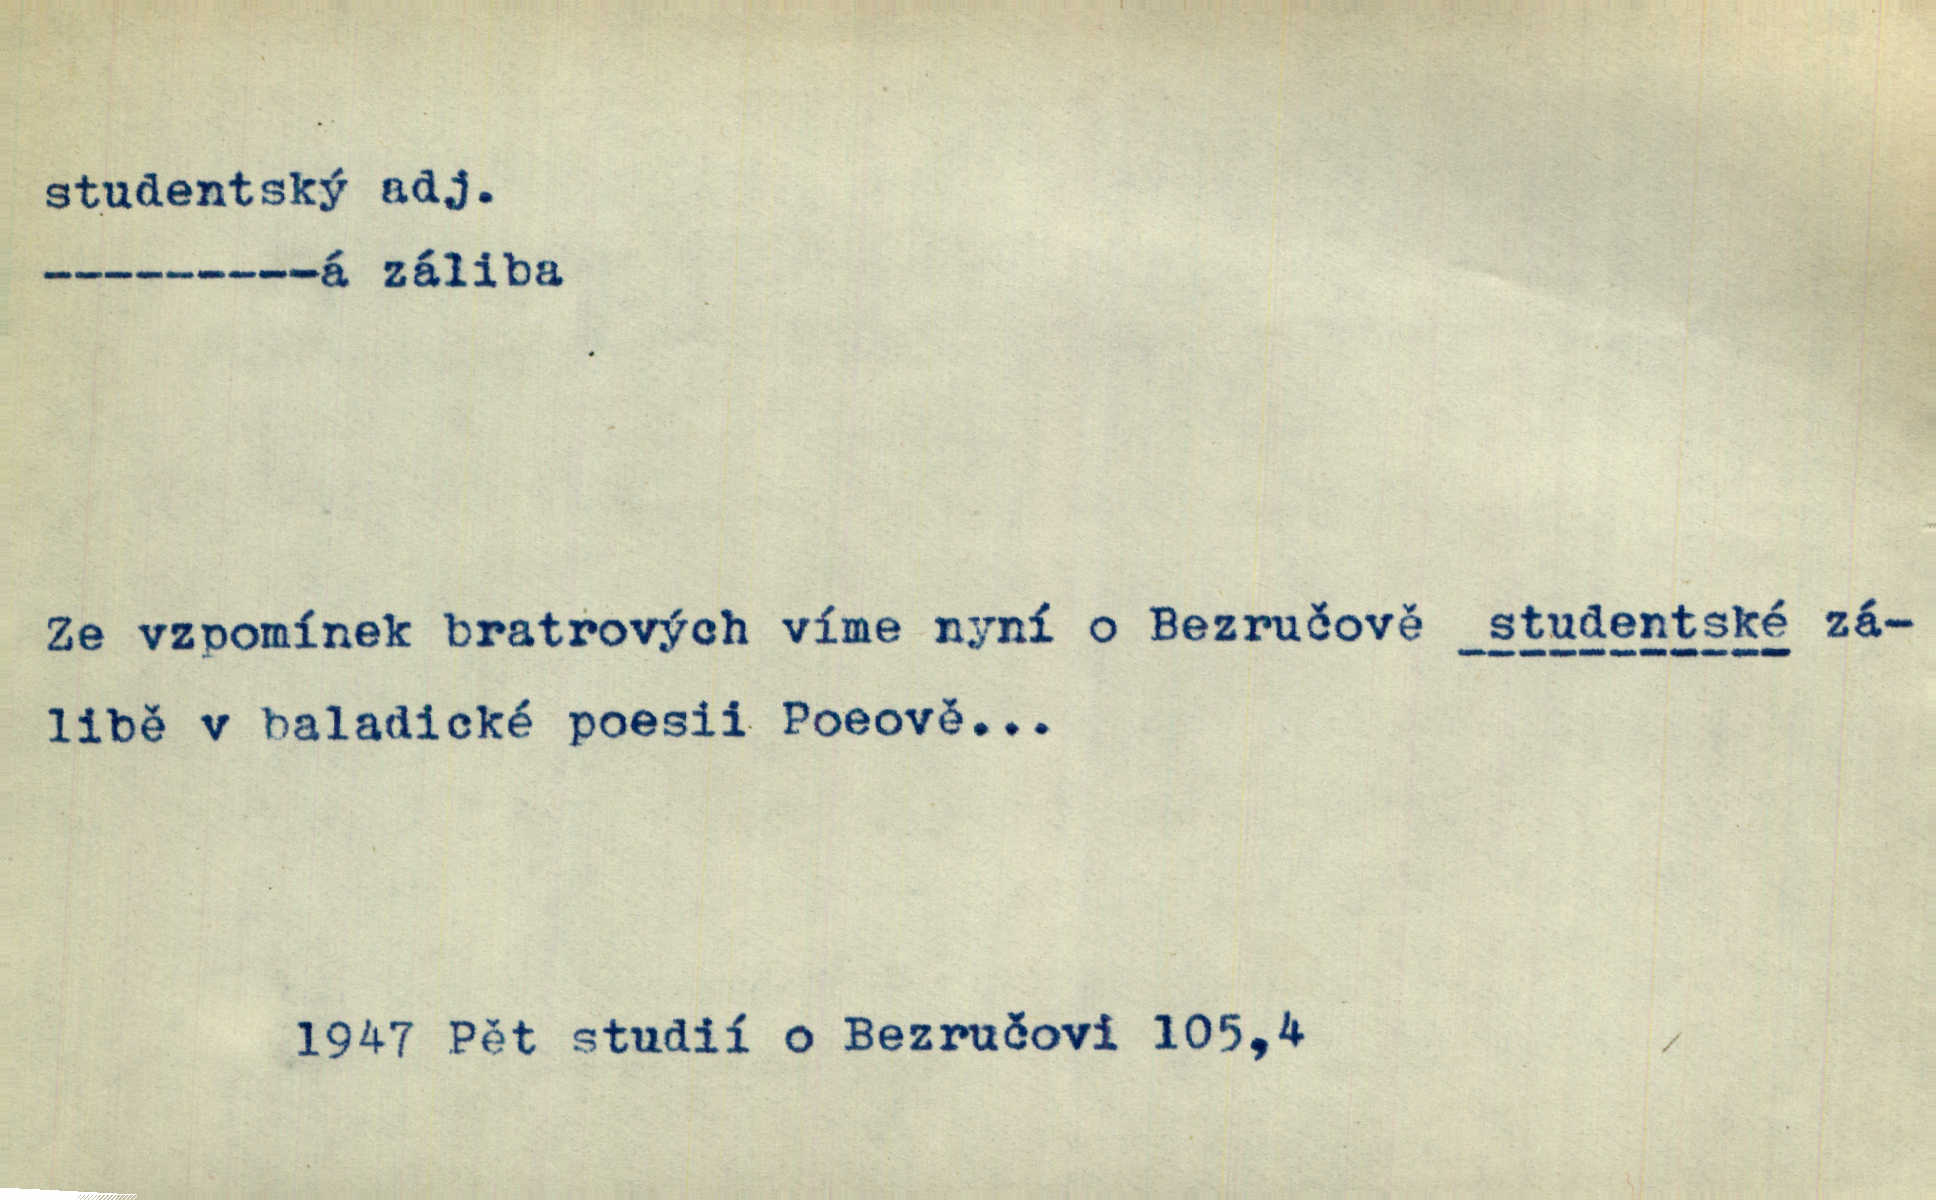 studentský adj.
---------á záliba
Ze vzpomínek bratrových víme nyní o Bezručově studentské zá-
libě v baladické poesii Poeově...
1947 Pět studií o Bezručovi 105,4